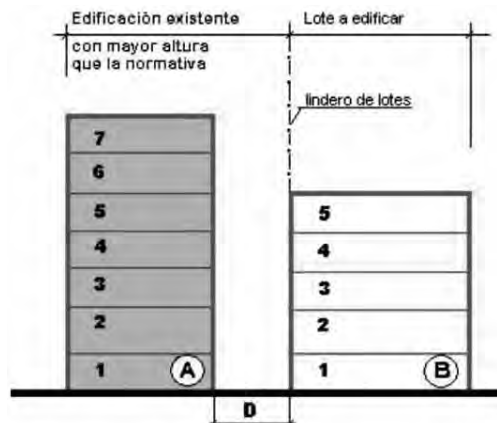 Edificación existente
Lote a edificar
con mayor altura
que la normativa
lindero de lotes
7
6
5
4
3
2
1
A
5
4
3
2
1
B
D